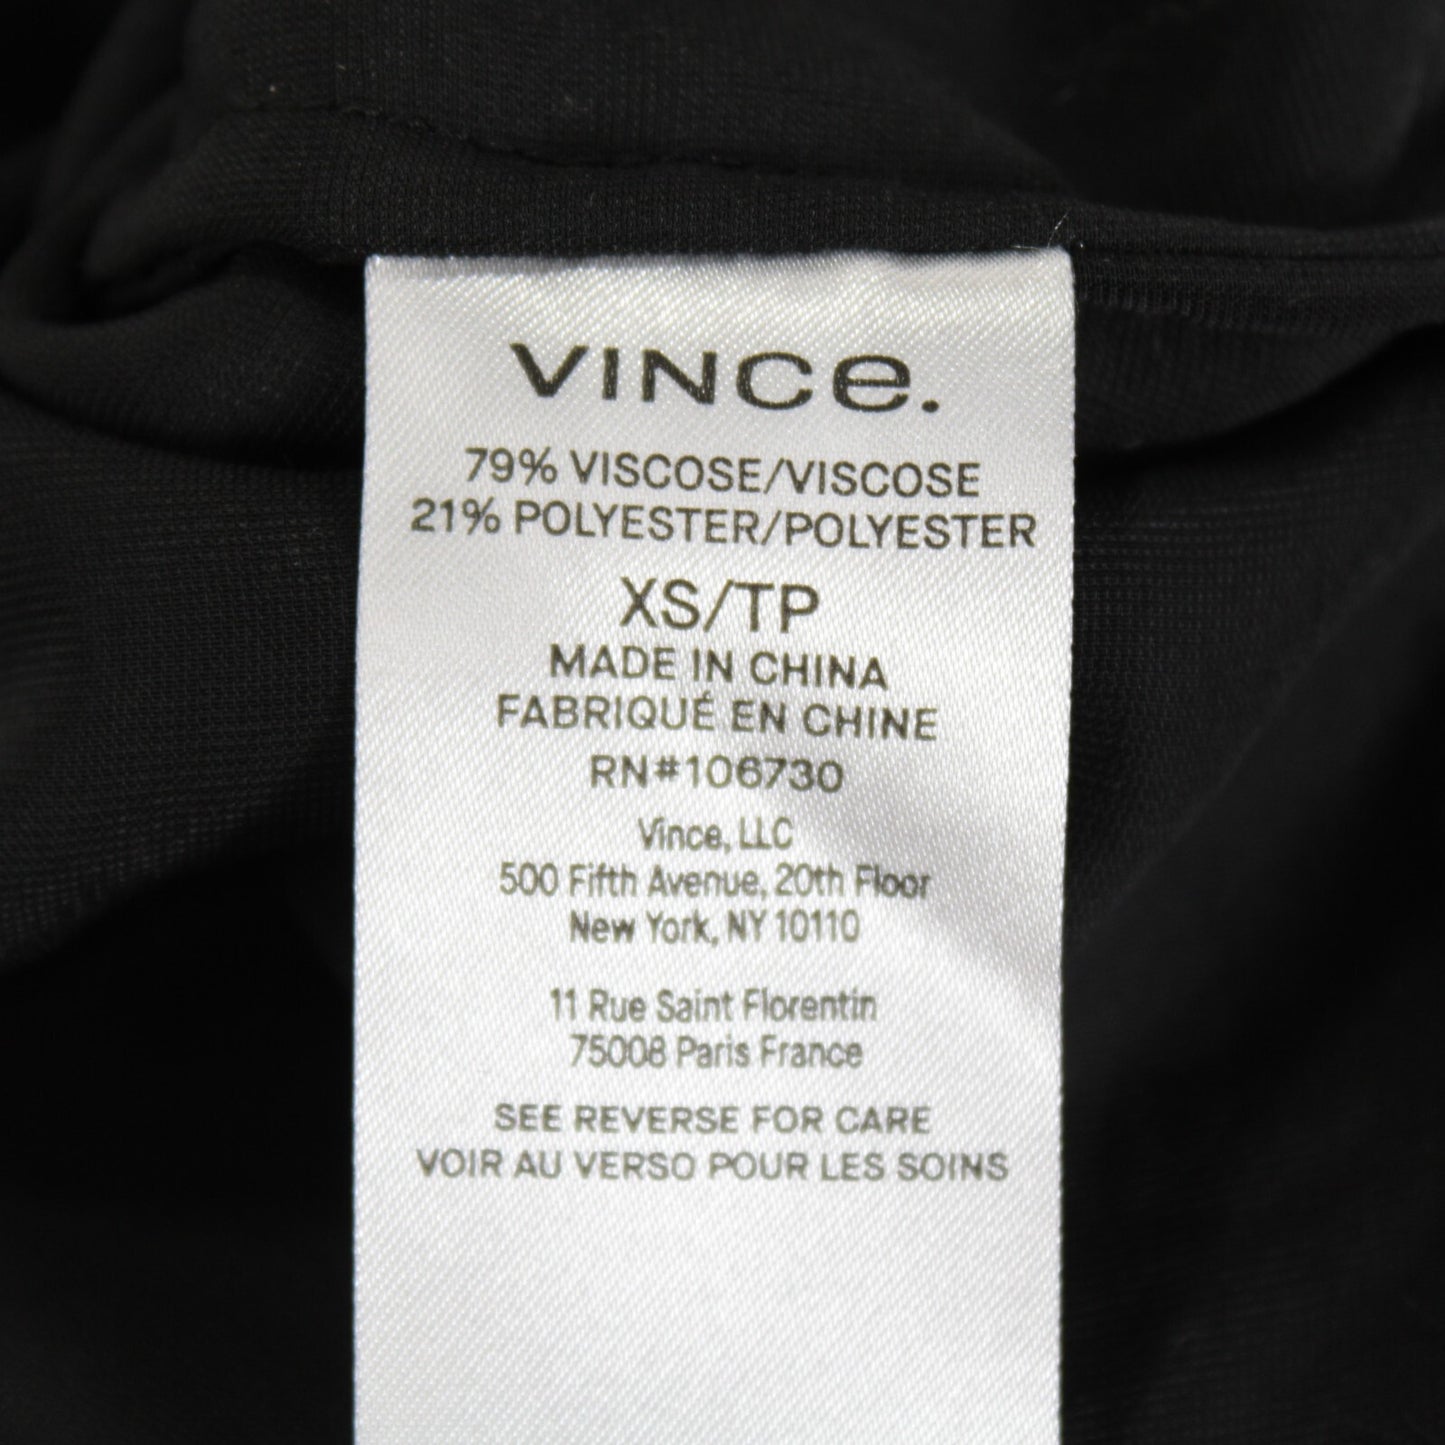 VINCe.
79% VISCOSE/VISCOSE
21% POLYESTER/POLYESTER
XS/TP
MADE IN CHINA
FABRIQUÉ EN CHINE
RN#106730
Vince, LLC
500 Fifth Avenue, 20th Floor
New York, NY 10110
11 Rue Saint Florentin
75008 Paris France
SEE REVERSE FOR CARE
VOIR AU VERSO POUR LES SOINS